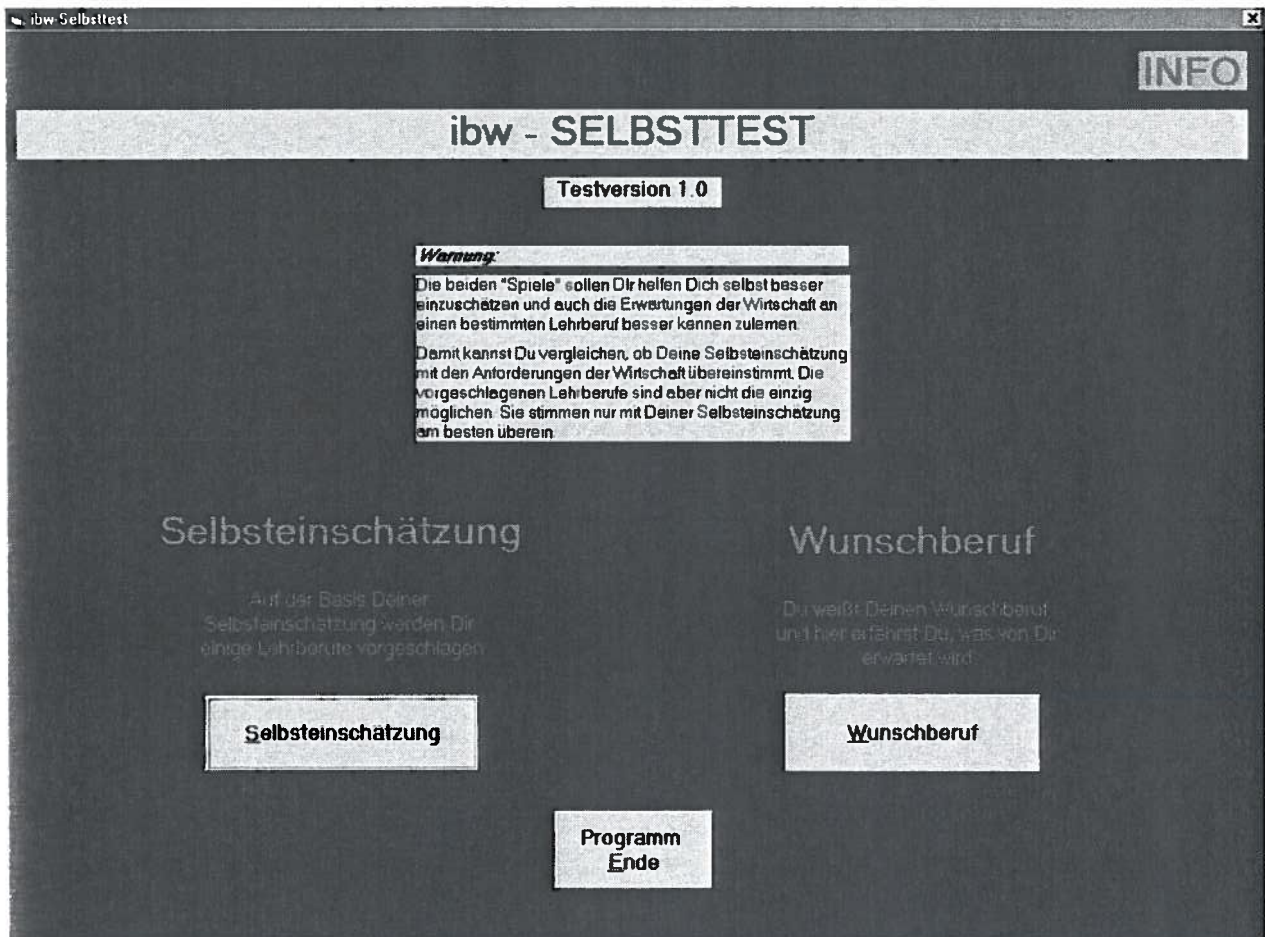 ibw-Selbsttest
INFO
ibw - SELBSTTEST
Testversion 1.0
Warnung:
Die beiden "Spiele" sollen Dir helfen Dich selbst besser
einzuschätzen und auch die Erwartungen der Wirtschaft an
einen bestimmten Lehrberuf besser kennen zulernen.
Damit kannst Du vergleichen, ob Deine Selbsteinschätzung
mit den Anforderungen der Wirtschaft übereinstimmt. Die
vorgeschlagenen Lehrberufe sind aber nicht die einzig
möglichen. Sie stimmen nur mit Deiner Selbsteinschätzung
am besten überein.
Selbsteinschätzung
Auf der Basis Deiner
Selbsteinschätzung werden Dir
einige Lehrberufe vorgeschlagen
Wunschberuf
Du weißt Deinen Wunschberuf
und hier erfährst Du, was von Dir
erwartet wird
Selbsteinschätzung
Wunschberuf
Programm
Ende